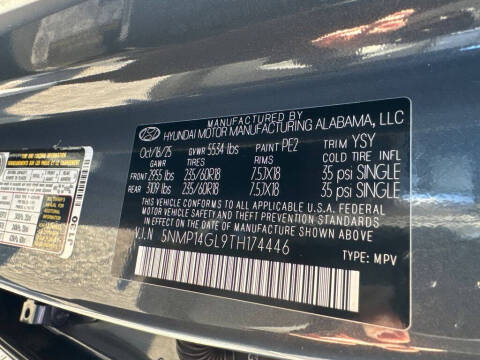 MANUFACTURED BY
HYUNDAI MOTOR MANUFACTURING ALABAMA, LLC
Oct/16/25 GVWR 5534 lbs PAINT PE2 TRIM YSY
GAWR TIRES RIMS COLD TIRE INFL
FRONT 2955 lbs 235/60R18 7.5JX18 35 psi SINGLE
REAR 3109 lbs 235/60R18 7.5JX18 35 psi SINGLE
THIS VEHICLE CONFORMS TO ALL APPLICABLE U.S.A. FEDERAL
MOTOR VEHICLE SAFETY AND THEFT PREVENTION STANDARDS
IN EFFECT ON THE DATE OF MANUFACTURE SHOWN ABOVE.
V.I.N 5NMP14GL9TH174446
TYPE: MPV